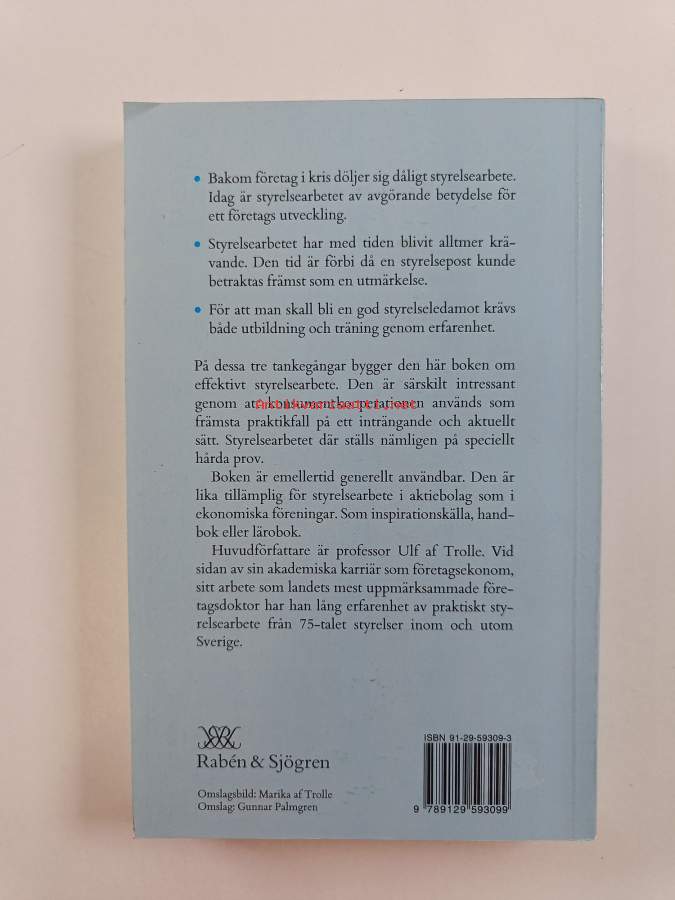 • Bakom företag i kris döljer sig dåligt styrelsearbete.
Idag är styrelsearbetet av avgörande betydelse för
ett företags utveckling.
• Styrelsearbetet har med tiden blivit alltmer krä-
vande. Den tid är förbi då en styrelsepost kunde
betraktas främst som en utmärkelse.
• För att man skall bli en god styrelseledamot krävs
både utbildning och träning genom erfarenhet.
På dessa tre tankegångar bygger den här boken om
effektivt styrelsearbete. Den är särskilt intressant
genom att konsumentkooperationen används som
Antikvariaatti.net
främsta praktikfall på ett inträngande och aktuellt
sätt. Styrelsearbetet där ställs nämligen på speciellt
hårda prov.
Boken är emellertid generellt användbar. Den är
lika tillämplig för styrelsearbete i aktiebolag som i
ekonomiska föreningar. Som inspirationskälla, hand-
bok eller lärobok.
Huvudförfattare är professor Ulf af Trolle. Vid
sidan av sin akademiska karriär som företagsekonom,
sitt arbete som landets mest uppmärksammade före-
tagsdoktor har han lång erfarenhet av praktiskt sty-
relsearbete från 75-talet styrelser inom och utom
Sverige.
Rabén & Sjögren
Omslagsbild: Marika af Trolle
Omslag: Gunnar Palmgren
ISBN 91-29-59309-3
9 789129 593099